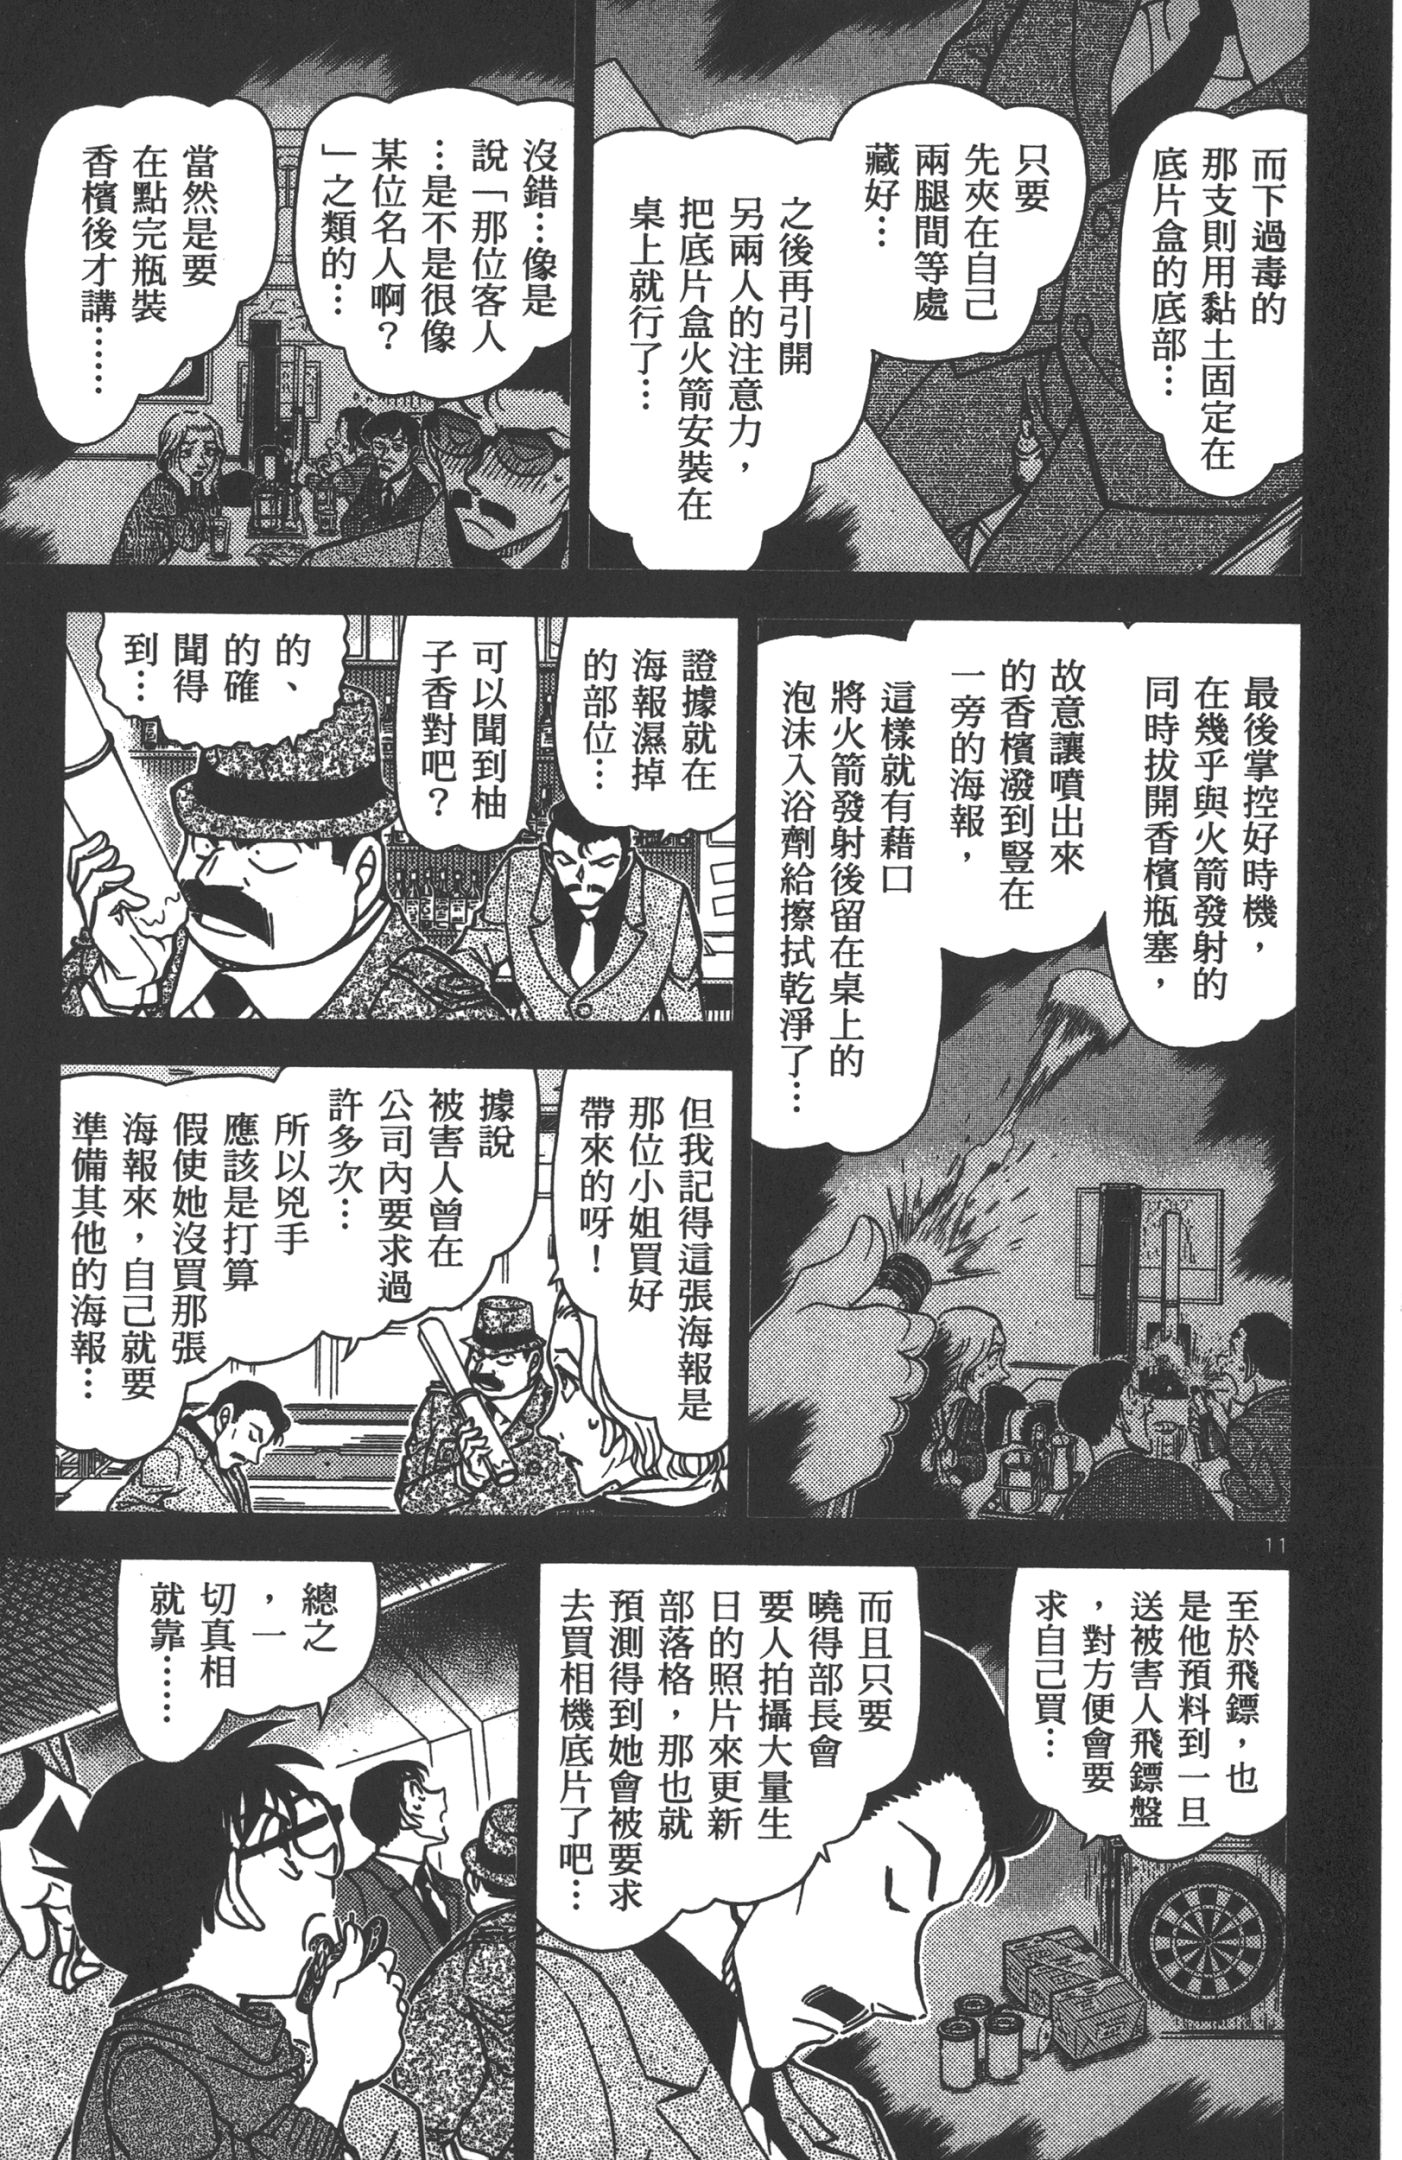 而下過毒的
那支則用黏土固定在
底片盒的底部…
只要
先夾在自己
兩腿間等處
藏好…
之後再引開
另兩人的注意力，
把底片盒火箭安裝在
桌上就行了…
沒錯…像是
說「那位客人
…是不是很像
某位名人啊？
」之類的…
當然是要
在點完瓶裝
香檳後才講……
最後掌控好時機，
在幾乎與火箭發射的
同時拔開香檳瓶塞，
故意讓噴出來
的香檳潑到豎在
一旁的海報，
這樣就有藉口
將火箭發射後留在桌上的
泡沫入浴劑給擦拭乾淨了…
證據就在
海報濕掉
的部位…
可以聞到柚
子香對吧？
的、
的確
聞得
到…
但我記得這張海報是
那位小姐買好
帶來的呀！
據說
被害人曾在
公司內要求過
許多次…
所以兇手
應該是打算
假使她沒買那張
海報來，自己就要
準備其他的海報…
11
至於飛鏢，也
是他預料到一旦
送被害人飛鏢盤
，對方便會要
求自己買…
而且只要
曉得部長會
要人拍攝大量生
日的照片來更新
部落格，那也就
預測得到她會被要求
去買相機底片了吧…
總之
，一
切真相
就靠……